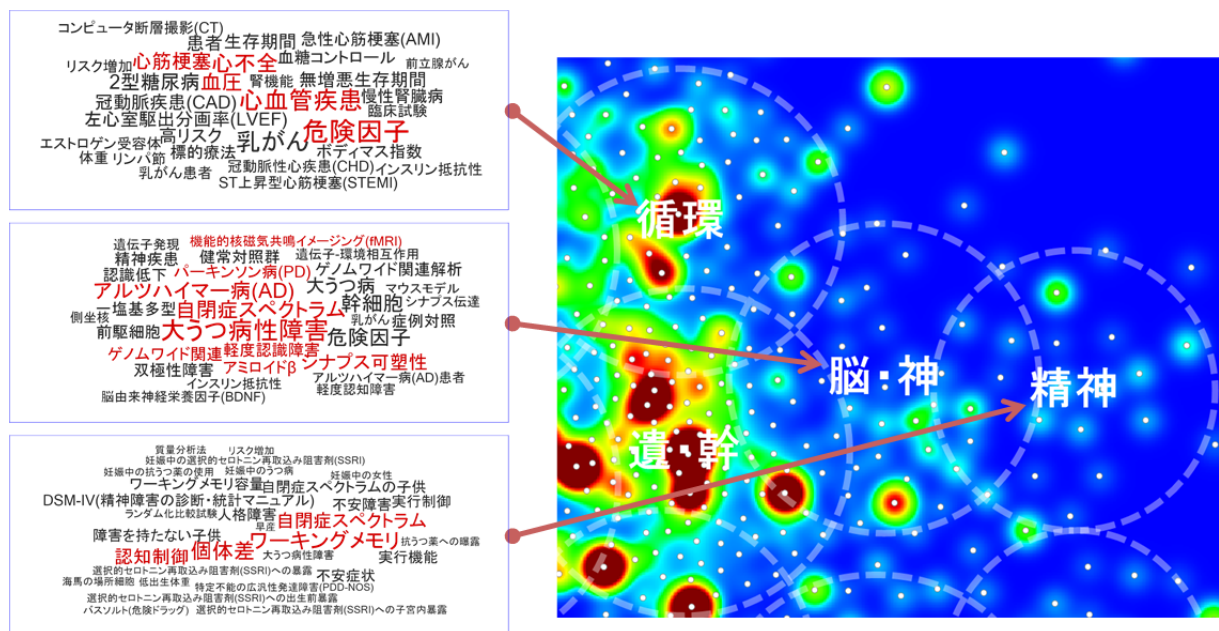 コンピュータ断層撮影(CT)
患者 生存期間 急性心筋梗塞(AMI)
リスク増加 心筋梗塞 心不全 血糖コントロール 前立腺がん
2型糖尿病 血圧 腎機能 無増悪生存期間
冠動脈疾患(CAD) 心血管疾患 慢性腎臓病
臨床試験
左心室駆出分画率(LVEF)
エストロゲン受容体 高リスク 乳がん 危険因子
体重 リンパ節 標的療法 ボディマス指数
乳がん患者 冠動脈性心疾患(CHD) インスリン抵抗性
ST上昇型心筋梗塞(STEMI)
遺伝子発現 機能的核磁気共鳴イメージング(fMRI)
精神疾患 健常対照群 遺伝子-環境相互作用
認識低下 パーキンソン病(PD) ゲノムワイド関連解析
アルツハイマー病(AD) 大うつ病 マウスモデル
一塩基多型 自閉症スペクトラム 幹細胞 シナプス伝達
側坐核 乳がん 症例対照
前駆細胞 大うつ病性障害 危険因子
ゲノムワイド関連 軽度認識障害 シナプス可塑性
双極性障害 アミロイドβ
インスリン抵抗性 アルツハイマー病(AD)患者
脳由来神経栄養因子(BDNF) 軽度認知障害
質量分析法 リスク増加
妊娠中の選択的セロトニン再取込み阻害剤(SSRI)
妊娠中の抗うつ薬の使用 妊娠中のうつ病 妊娠中の女性
ワーキングメモリ容量 自閉症スペクトラムの子供
DSM-IV(精神障害の診断・統計マニュアル) 不安障害 実行制御
ランダム化比較試験 人格障害 自閉症スペクトラム
早産
障害を持たない子供 ワーキングメモリ 抗うつ薬への曝露
認知制御 個体差 大うつ病性障害 実行機能
選択的セロトニン再取込み阻害剤(SSRI)への暴露 不安症状
海馬の場所細胞 低出生体重 特定不能の広汎性発達障害(PDD-NOS)
選択的セロトニン再取込み阻害剤(SSRI)への出生前暴露
バスソルト(危険ドラッグ) 選択的セロトニン再取込み阻害剤(SSRI)への子宮内暴露
循環
脳・神
精神
遺・幹